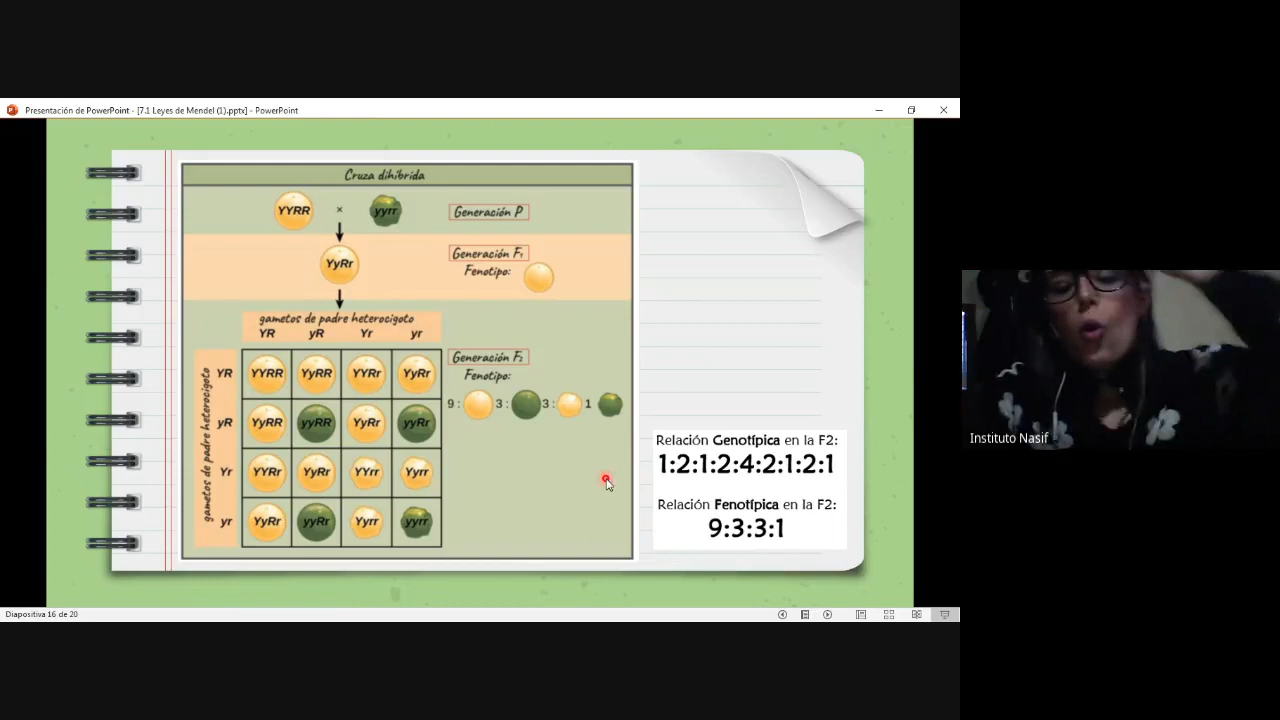 Presentación de PowerPoint - [7.1 Leyes de Mendel (1).pptx] - PowerPoint
Cruza dihíbrida
YYRR × yyrr Generación P
YyRr
Generación F₁
Fenotipo:
gametos de padre heterocigoto
YR yR Yr yr
gametos de padre heterocigoto
YR YYRR YyRR YYRr YyRr
yR YyRR yyRR YyRr yyRr
Yr YYRr YyRr YYrr Yyrr
yr YyRr yyRr Yyrr yyrr
Generación F₂
Fenotipo:
9: 3: 3: 1
Relación Genotípica en la F2:
1:2:1:2:4:2:1:2:1
Relación Fenotípica en la F2:
9:3:3:1
Instituto Nasif
Diapositiva 16 de 20